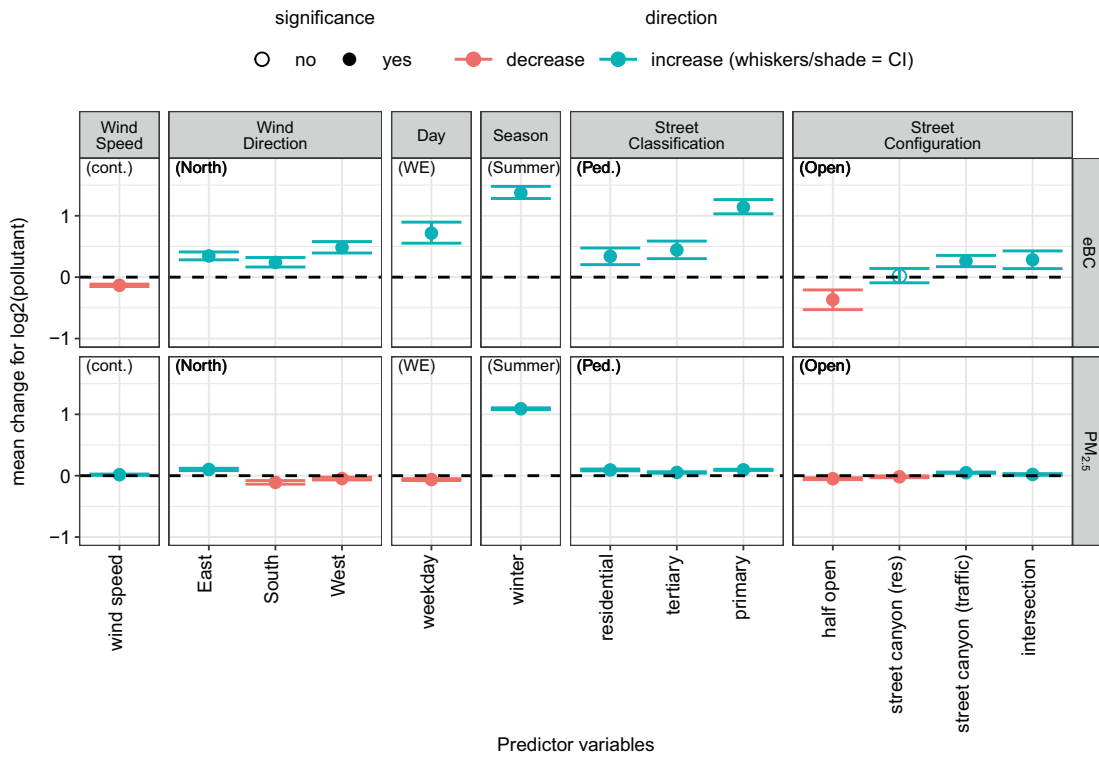 significance
direction
no
yes
decrease
increase (whiskers/shade = CI)
Wind
Speed
Wind
Direction
Day
Season
Street
Classification
Street
Configuration
(cont.)
(North)
(WE)
(Summer)
(Ped.)
(Open)
1
0
−1
eBC
(cont.)
(North)
(WE)
(Summer)
(Ped.)
(Open)
1
0
−1
PM2.5
mean change for log2(pollutant)
wind speed
East
South
West
weekday
winter
residential
tertiary
primary
half open
street canyon (res)
street canyon (traffic)
intersection
Predictor variables